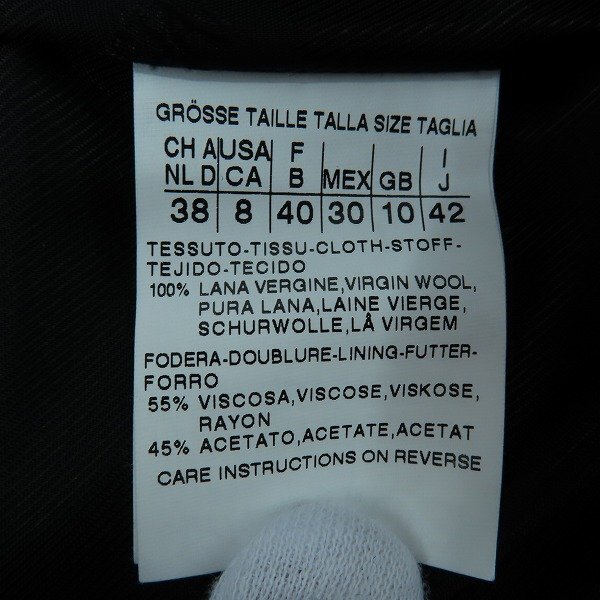 GRÖSSE TAILLE TALLA SIZE TAGLIA
CH A USA F I
NL D CA B MEX GB J
38 8 40 30 10 42
TESSUTO-TISSU-CLOTH-STOFF-
TEJIDO-TECIDO
100% LANA VERGINE,VIRGIN WOOL,
PURA LANA,LAINE VIERGE,
SCHURWOLLE,LÅ VIRGEM
FODERA-DOUBLURE-LINING-FUTTER-
FORRO
55% VISCOSA,VISCOSE,VISKOSE,
RAYON
45% ACETATO,ACETATE,ACETAT
CARE INSTRUCTIONS ON REVERSE